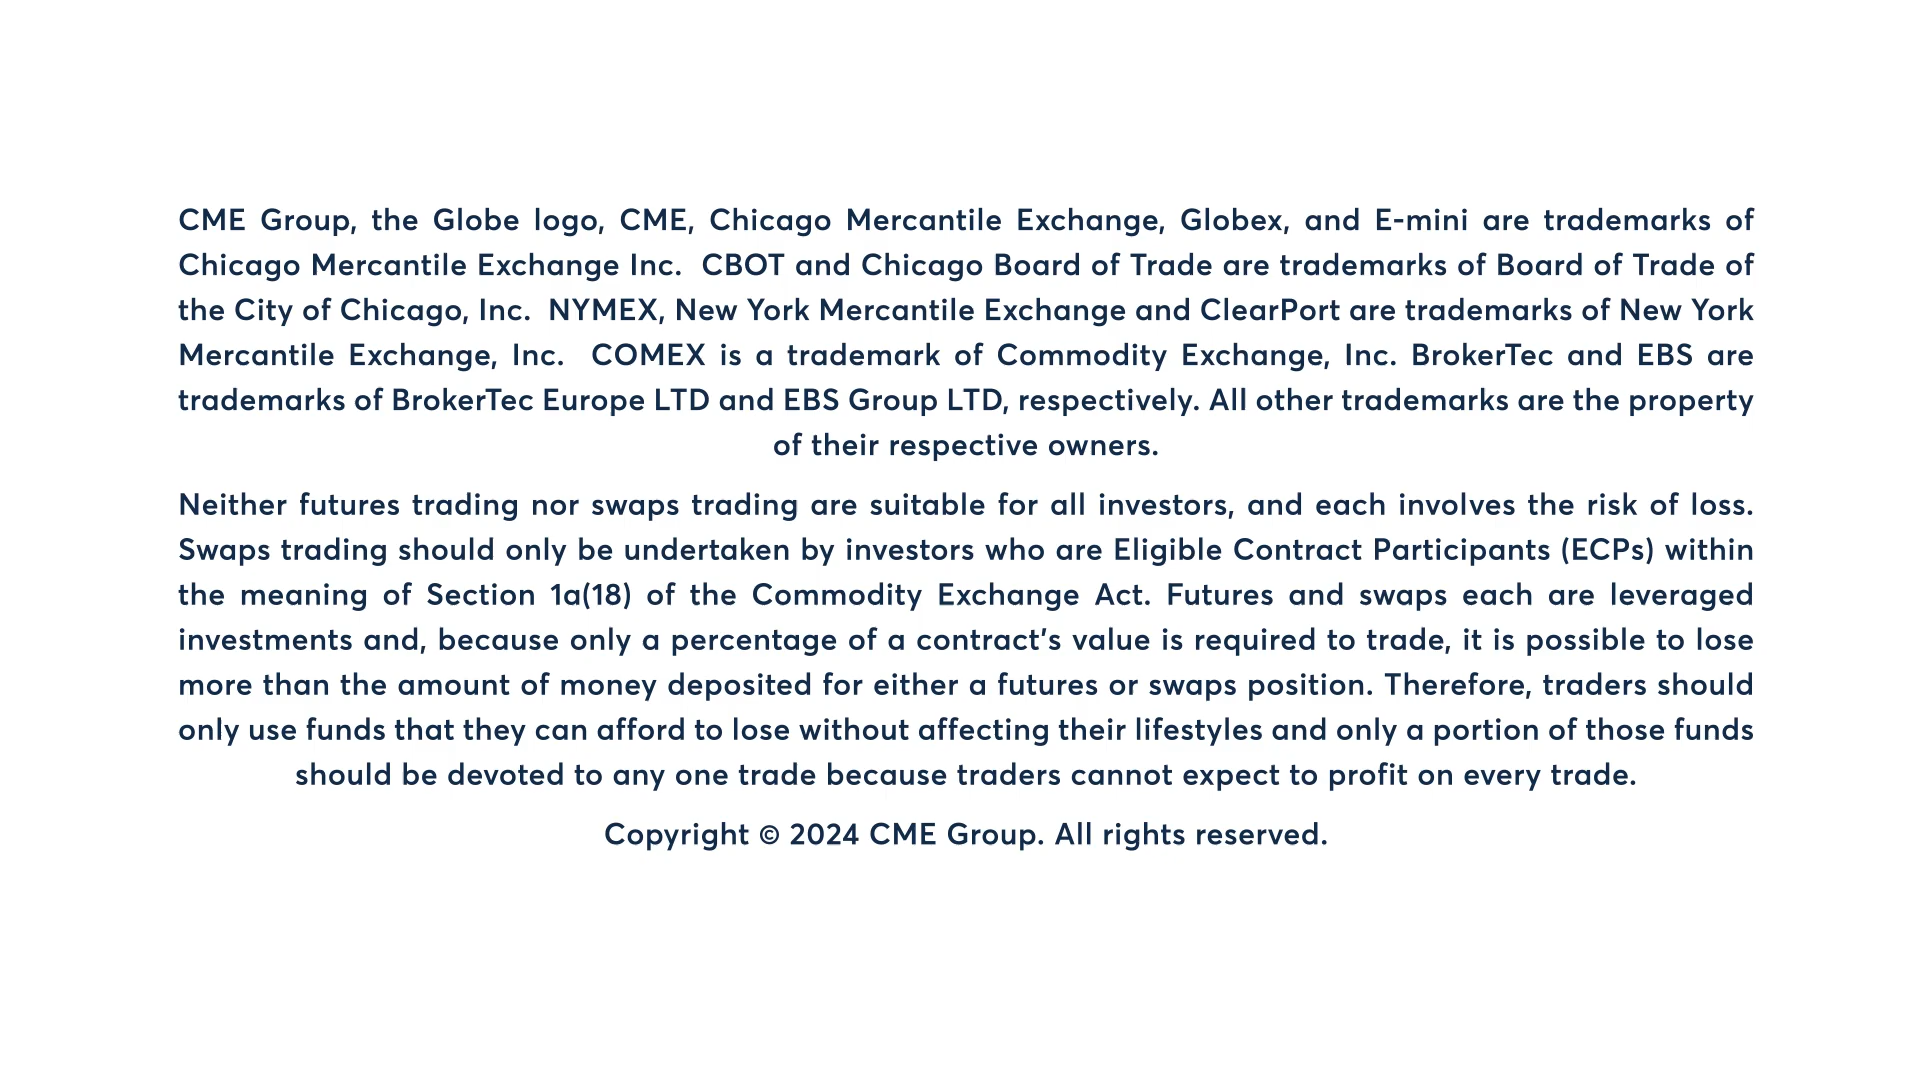 CME Group, the Globe logo, CME, Chicago Mercantile Exchange, Globex, and E-mini are trademarks of
Chicago Mercantile Exchange Inc.  CBOT and Chicago Board of Trade are trademarks of Board of Trade of
the City of Chicago, Inc.  NYMEX, New York Mercantile Exchange and ClearPort are trademarks of New York
Mercantile Exchange, Inc.  COMEX is a trademark of Commodity Exchange, Inc. BrokerTec and EBS are
trademarks of BrokerTec Europe LTD and EBS Group LTD, respectively. All other trademarks are the property
of their respective owners.
Neither futures trading nor swaps trading are suitable for all investors, and each involves the risk of loss.
Swaps trading should only be undertaken by investors who are Eligible Contract Participants (ECPs) within
the meaning of Section 1a(18) of the Commodity Exchange Act. Futures and swaps each are leveraged
investments and, because only a percentage of a contract's value is required to trade, it is possible to lose
more than the amount of money deposited for either a futures or swaps position. Therefore, traders should
only use funds that they can afford to lose without affecting their lifestyles and only a portion of those funds
should be devoted to any one trade because traders cannot expect to profit on every trade.
Copyright © 2024 CME Group. All rights reserved.